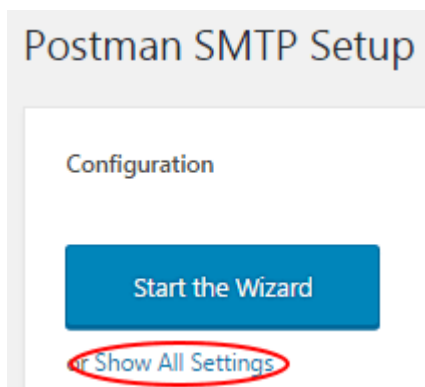 Postman SMTP Setup
Configuration
Start the Wizard
or Show All Settings